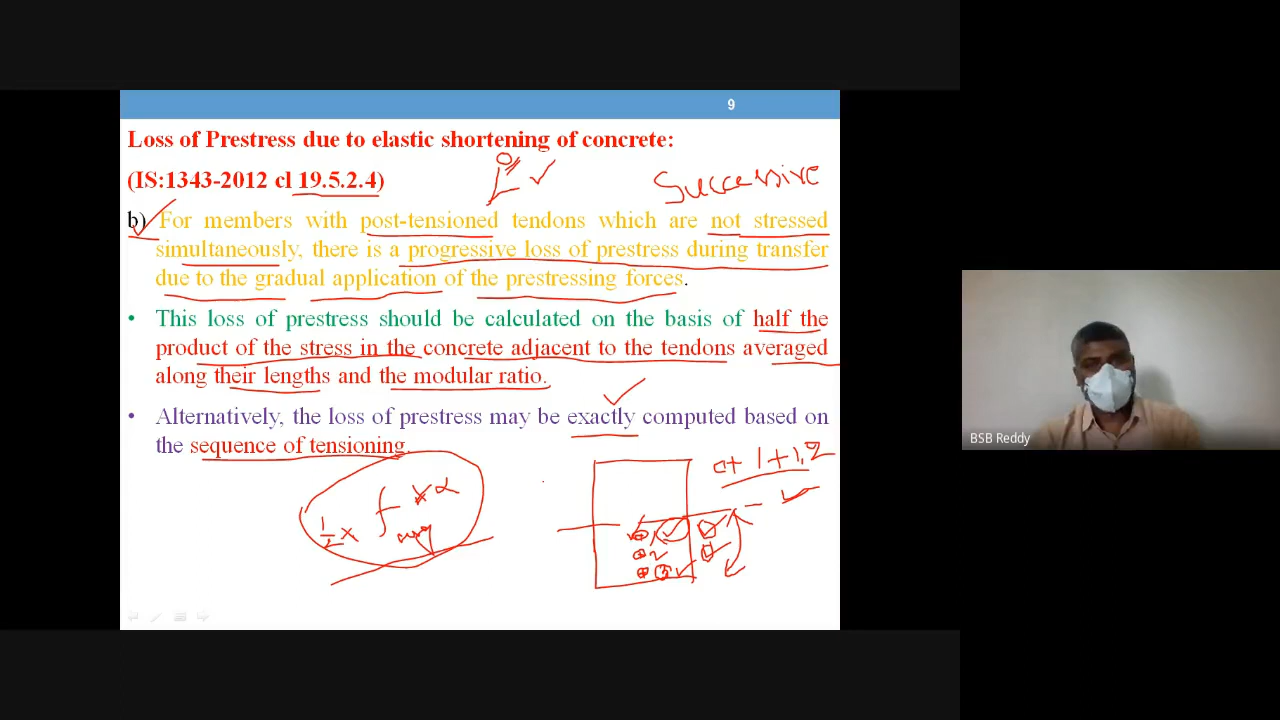 9
Loss of Prestress due to elastic shortening of concrete:
(IS:1343-2012 cl 19.5.2.4)
Successive
b) For members with post-tensioned tendons which are not stressed
simultaneously, there is a progressive loss of prestress during transfer
due to the gradual application of the prestressing forces.
• This loss of prestress should be calculated on the basis of half the
product of the stress in the concrete adjacent to the tendons averaged
along their lengths and the modular ratio.
• Alternatively, the loss of prestress may be exactly computed based on
the sequence of tensioning.
1/2 x f avg x α
1+1,2
BSB Reddy